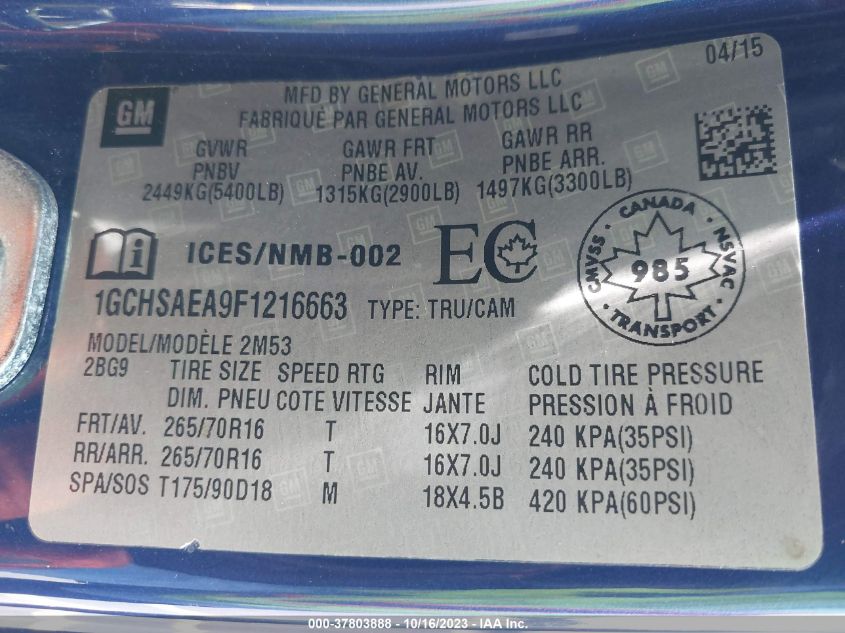 04/15
GM
MFD BY GENERAL MOTORS LLC
FABRIQUÉ PAR GENERAL MOTORS LLC
GVWR GAWR FRT GAWR RR
PNBV PNBE AV. PNBE ARR.
2449KG(5400LB) 1315KG(2900LB) 1497KG(3300LB)
ICES/NMB-002 EC
CANADA
CMVSS 985 NSVAC
TRANSPORT
1GCHSAEA9F1216663 TYPE: TRU/CAM
MODEL/MODÈLE 2M53
2BG9 TIRE SIZE SPEED RTG RIM COLD TIRE PRESSURE
DIM. PNEU COTE VITESSE JANTE PRESSION À FROID
FRT/AV. 265/70R16 T 16X7.0J 240 KPA(35PSI)
RR/ARR. 265/70R16 T 16X7.0J 240 KPA(35PSI)
SPA/SOS T175/90D18 M 18X4.5B 420 KPA(60PSI)
000-37803888 - 10/16/2023 - IAA Inc.